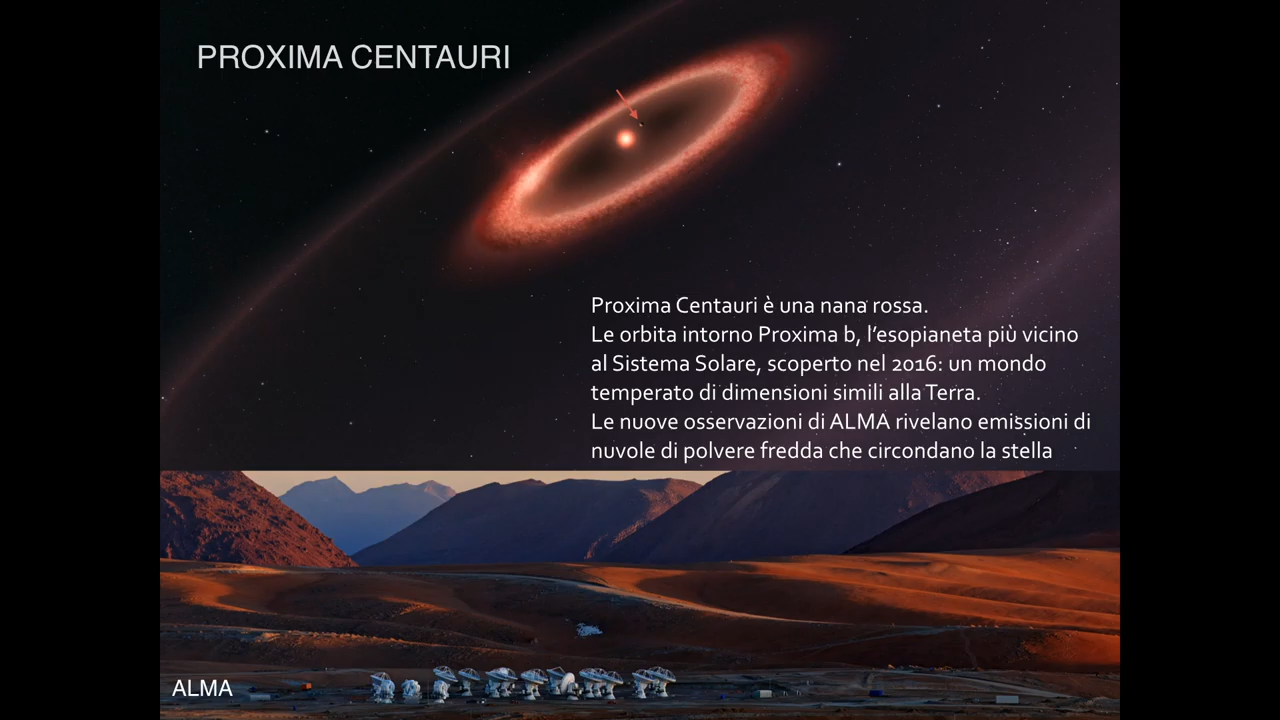 PROXIMA CENTAURI
Proxima Centauri è una nana rossa.
Le orbita intorno Proxima b, l’esopianeta più vicino
al Sistema Solare, scoperto nel 2016: un mondo
temperato di dimensioni simili alla Terra.
Le nuove osservazioni di ALMA rivelano emissioni di
nuvole di polvere fredda che circondano la stella
ALMA